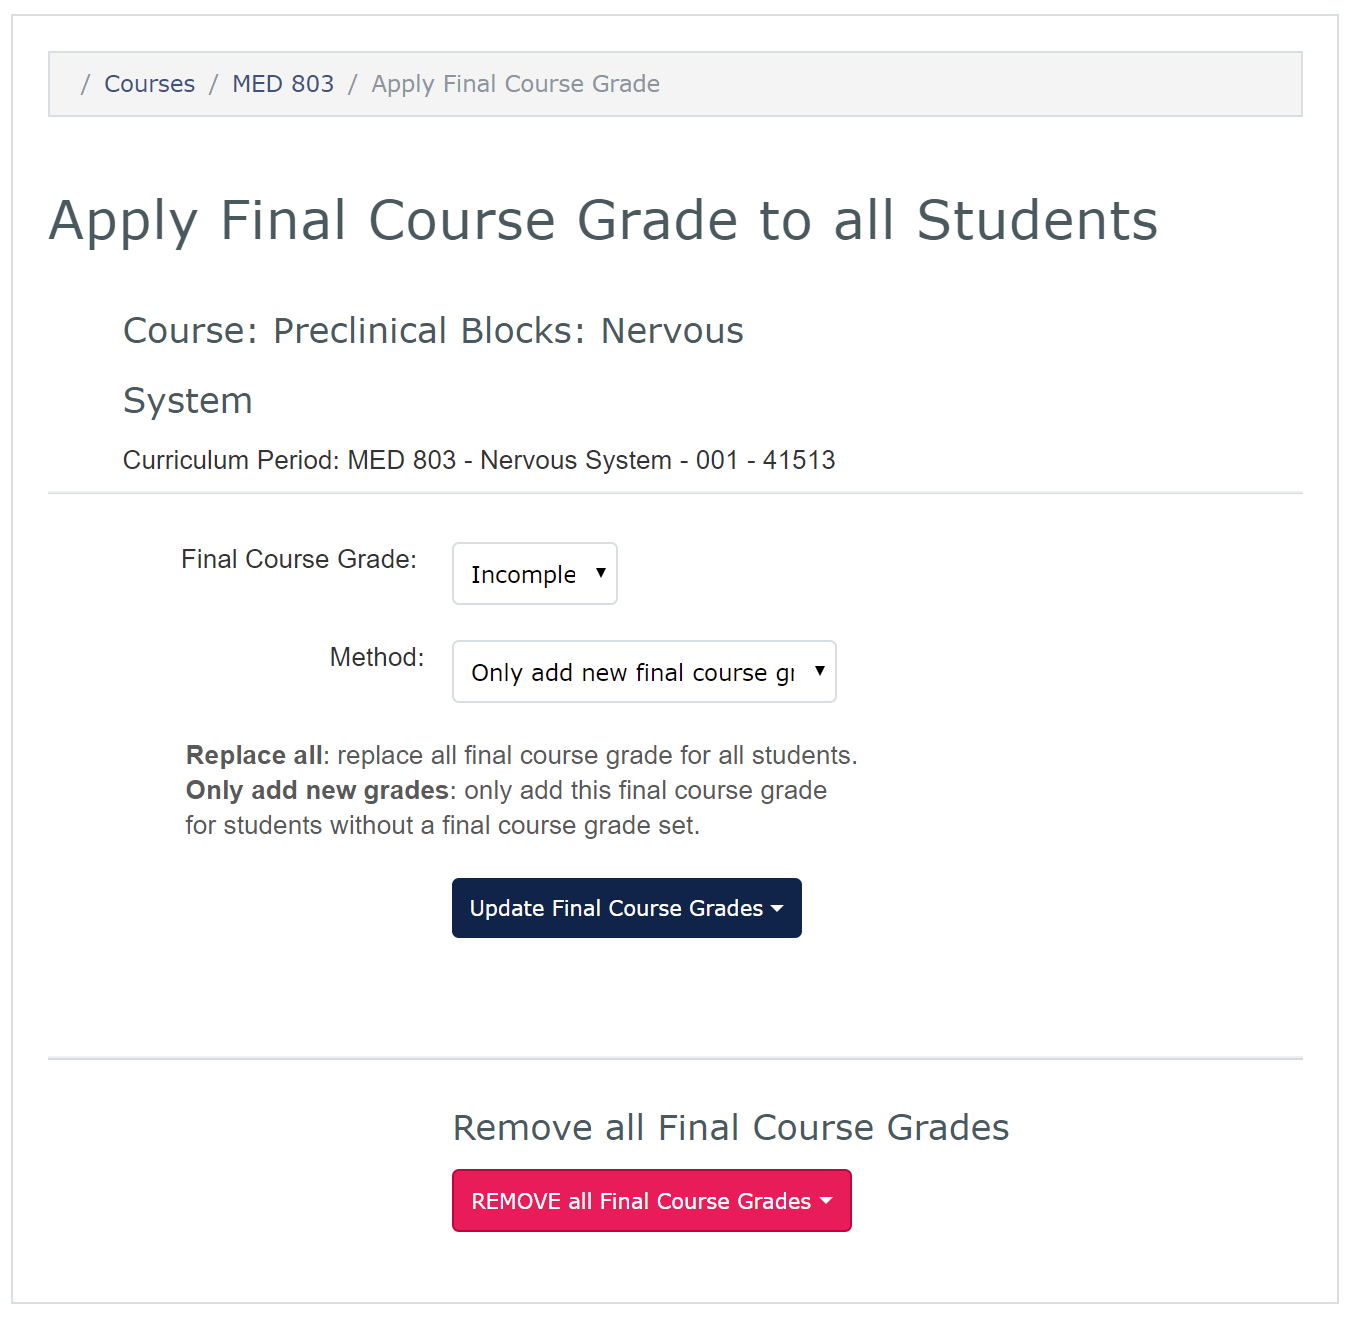 / Courses / MED 803 / Apply Final Course Grade
Apply Final Course Grade to all Students
Course: Preclinical Blocks: Nervous
System
Curriculum Period: MED 803 - Nervous System - 001 - 41513
Final Course Grade: Incomple
Method: Only add new final course gr
Replace all: replace all final course grade for all students.
Only add new grades: only add this final course grade
for students without a final course grade set.
Update Final Course Grades
Remove all Final Course Grades
REMOVE all Final Course Grades